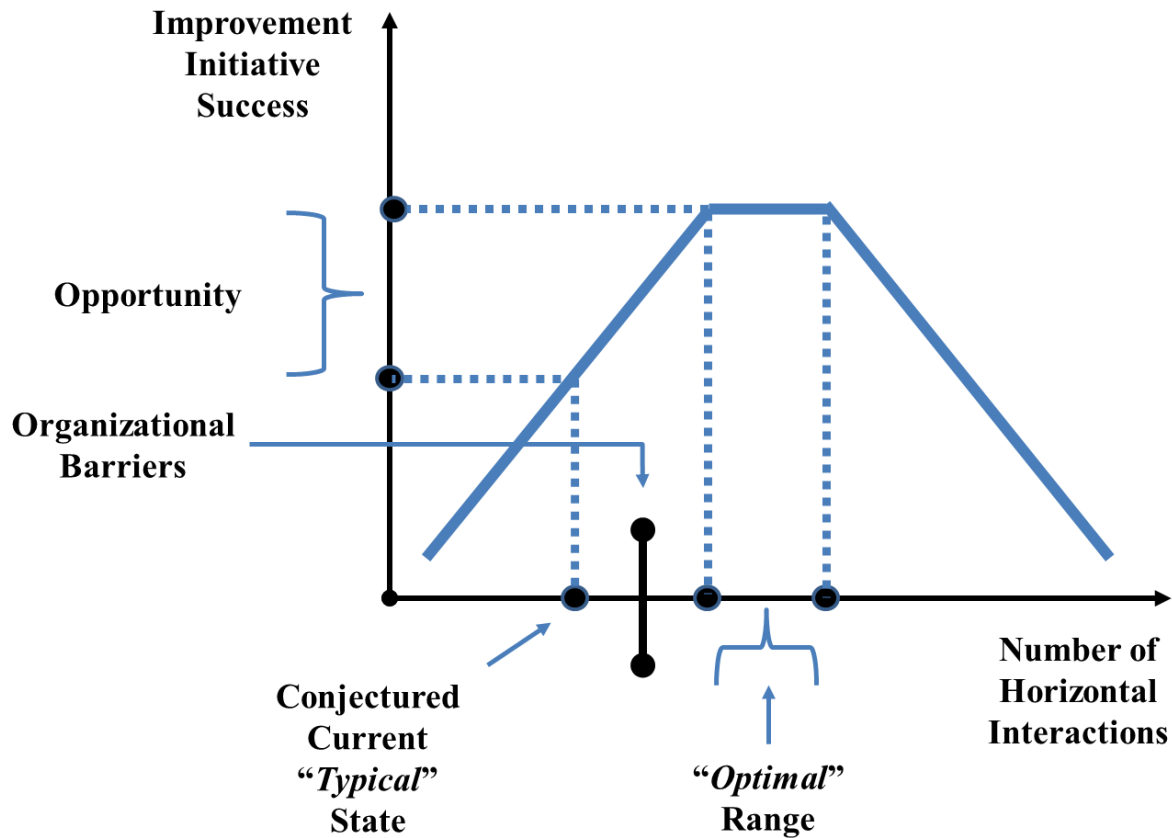 Improvement
Initiative
Success
Opportunity
Organizational
Barriers
Conjectured
Current
“Typical”
State
“Optimal”
Range
Number of
Horizontal
Interactions